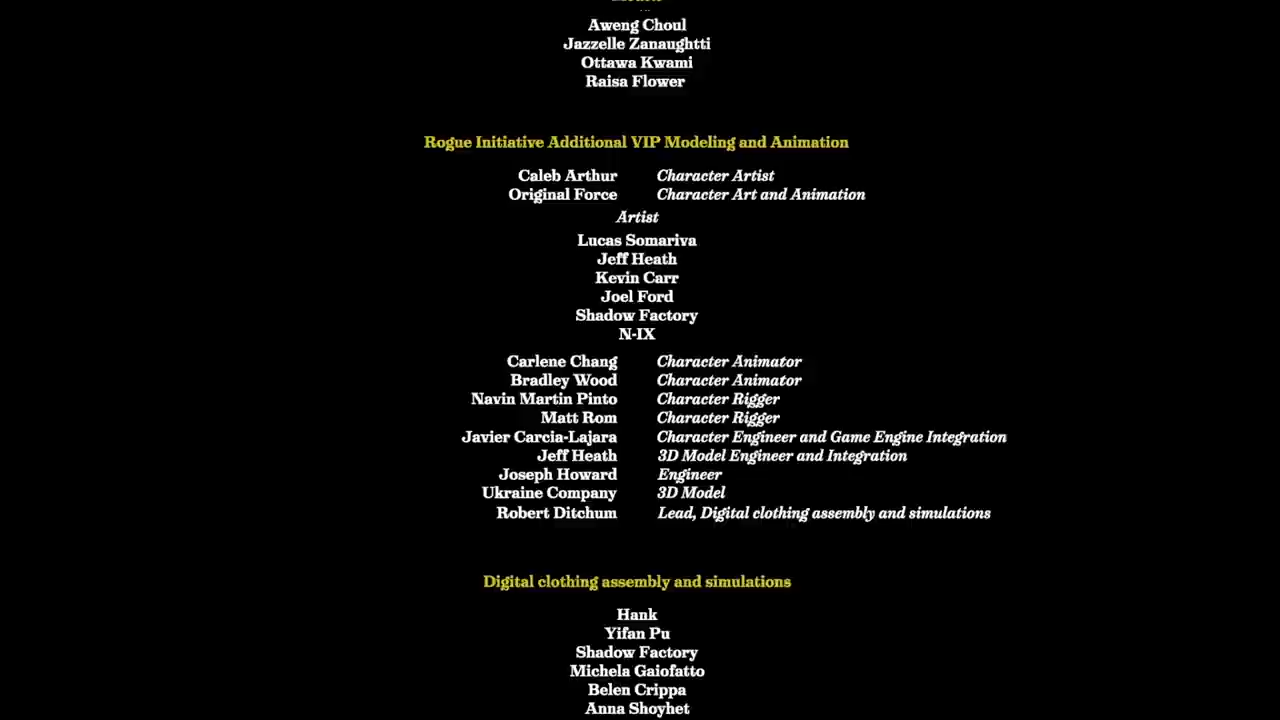 Aweng Choul
Jazzelle Zanaughtti
Ottawa Kwami
Raisa Flower
Rogue Initiative Additional VIP Modeling and Animation
Caleb Arthur Character Artist
Original Force Character Art and Animation
Artist
Lucas Somariva
Jeff Heath
Kevin Carr
Joel Ford
Shadow Factory
N-IX
Carlene Chang Character Animator
Bradley Wood Character Animator
Navin Martin Pinto Character Rigger
Matt Rom Character Rigger
Javier Carcia-Lajara Character Engineer and Game Engine Integration
Jeff Heath 3D Model Engineer and Integration
Joseph Howard Engineer
Ukraine Company 3D Model
Robert Ditchum Lead, Digital clothing assembly and simulations
Digital clothing assembly and simulations
Hank
Yifan Pu
Shadow Factory
Michela Gaiofatto
Belen Crippa
Anna Shoyhet